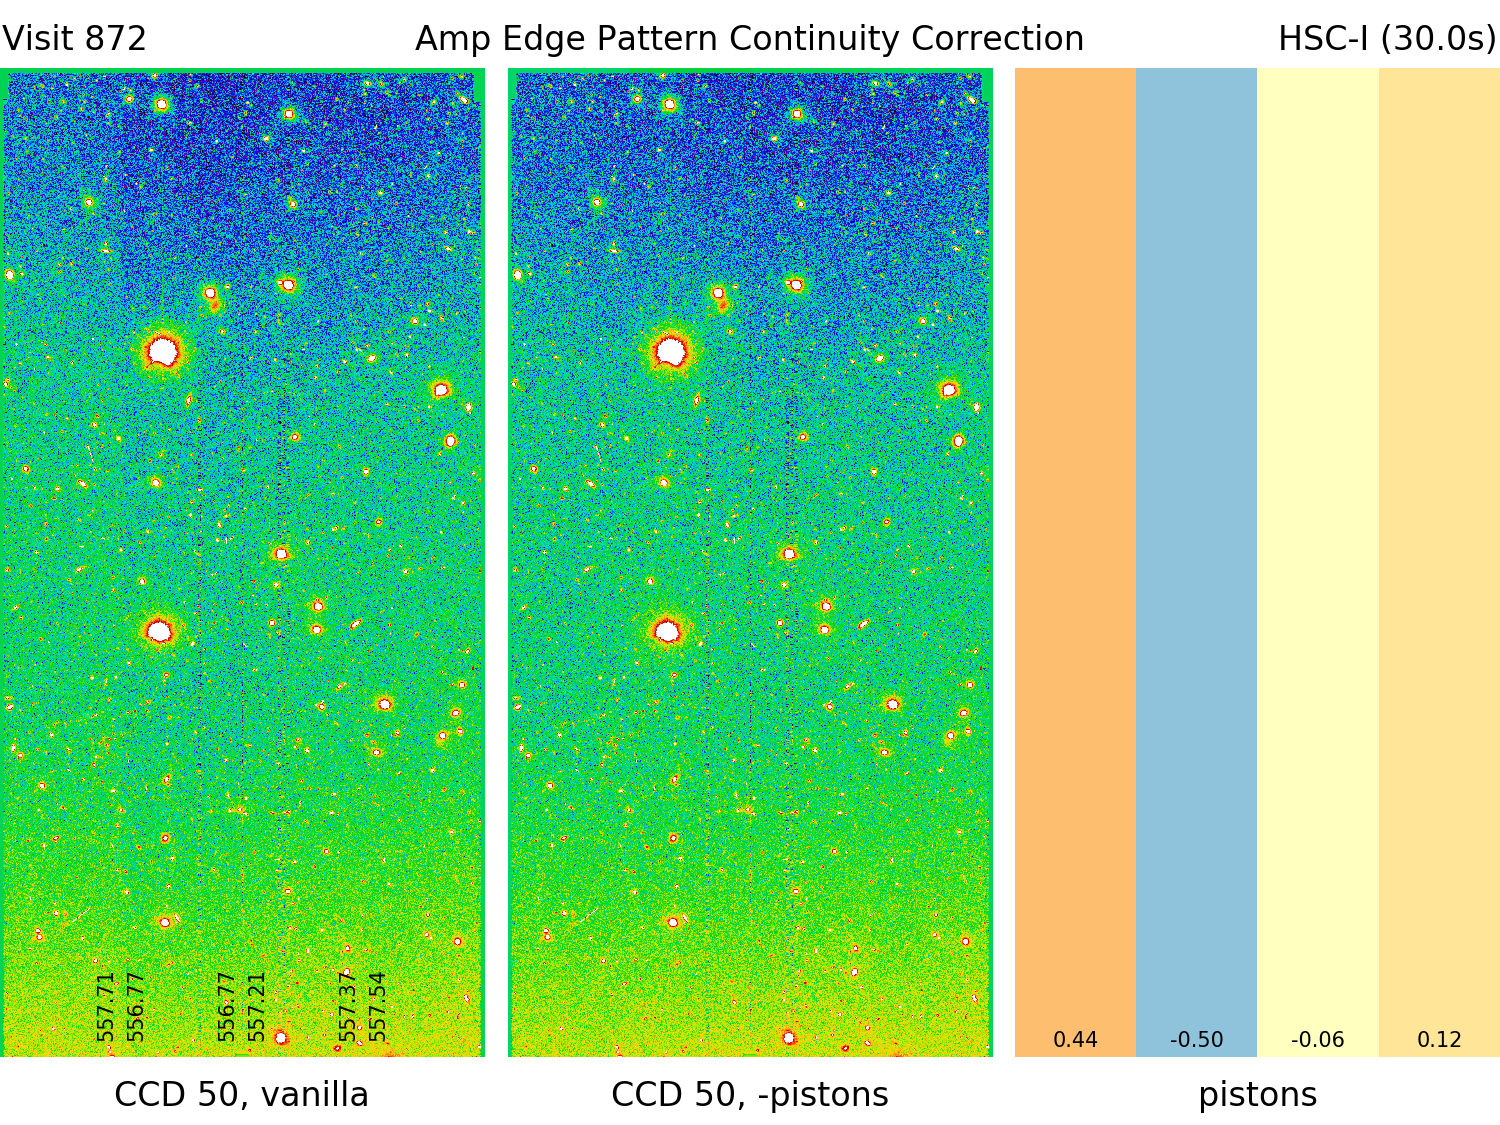 Visit 872
Amp Edge Pattern Continuity Correction
HSC-I (30.0s)
557.71
556.77
556.77
557.21
557.37
557.54
0.44
-0.50
-0.06
0.12
CCD 50, vanilla
CCD 50, -pistons
pistons